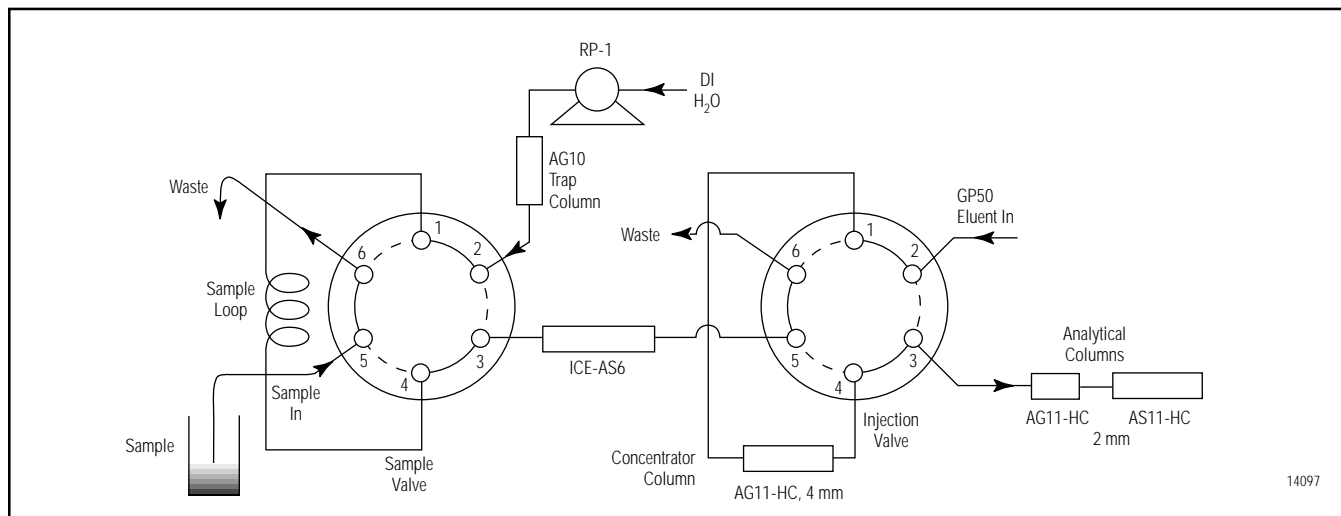 RP-1
DI
H2O
AG10
Trap
Column
Waste
1
2
3
4
5
6
Sample
Loop
Sample
In
Sample
Sample
Valve
ICE-AS6
GP50
Eluent In
Waste
1
2
3
4
5
6
Injection
Valve
Concentrator
Column
AG11-HC, 4 mm
Analytical
Columns
AG11-HC
AS11-HC
2 mm
14097